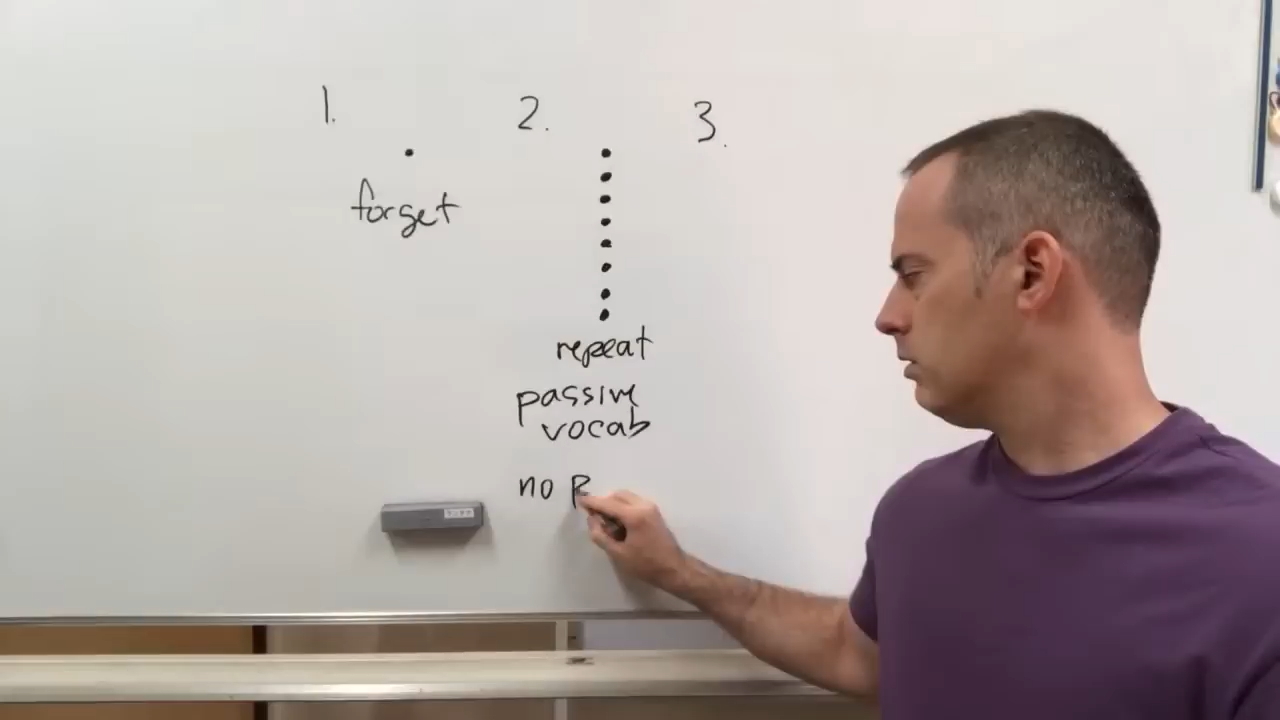 1.
2.
3.
forget
repeat
passive
vocab
no